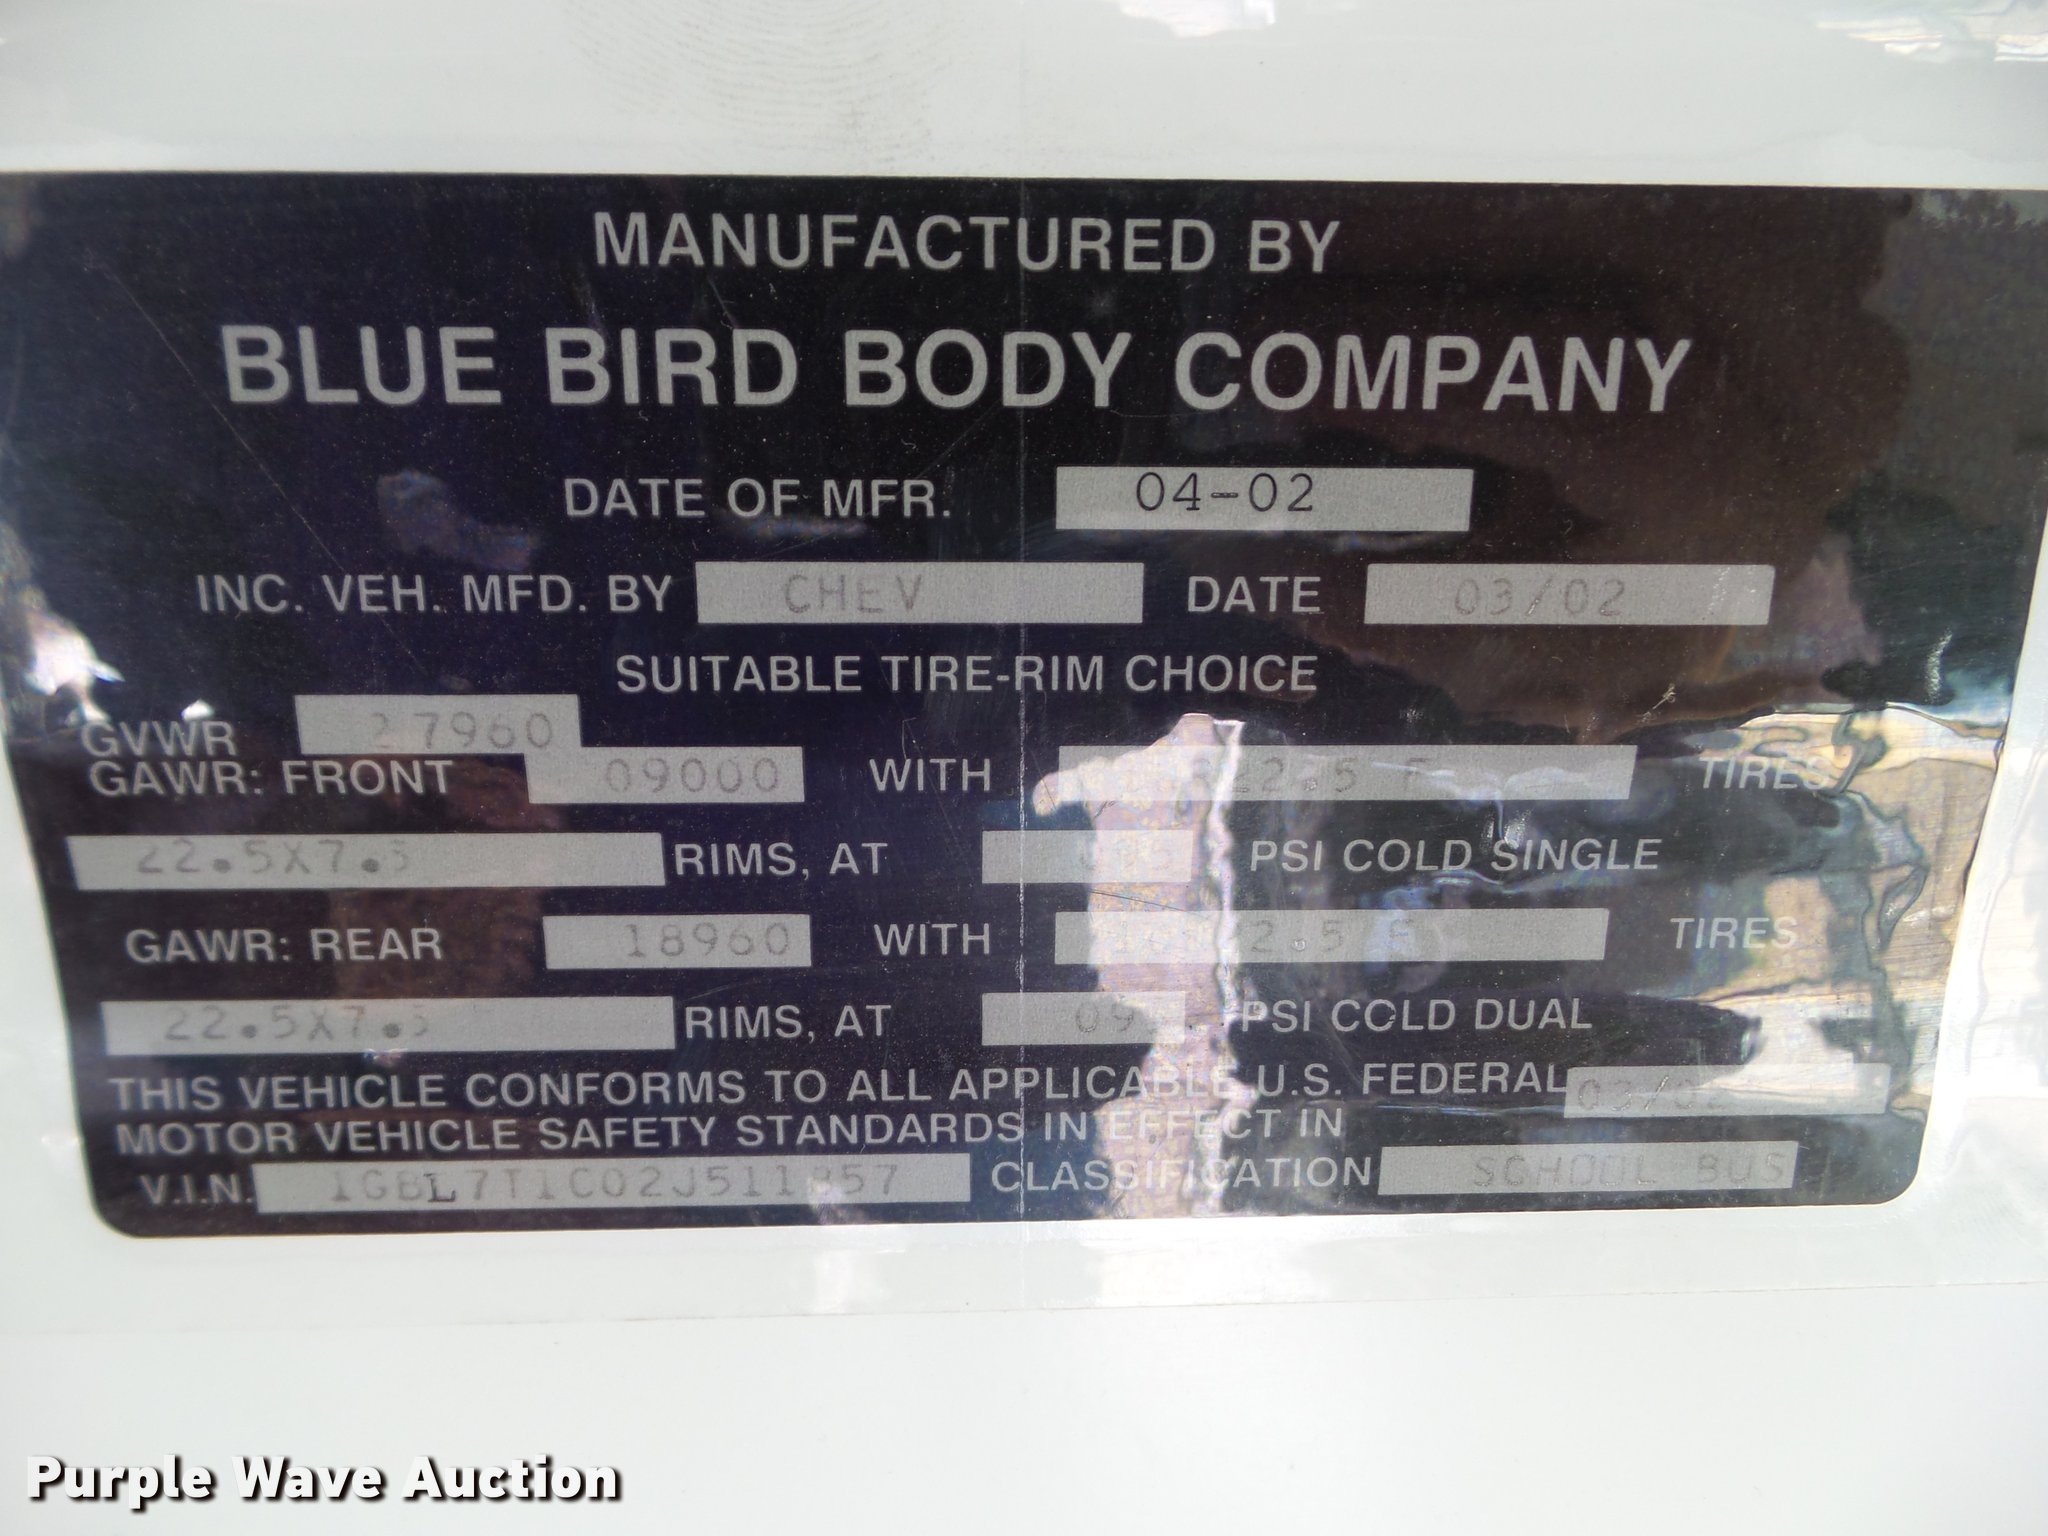 MANUFACTURED BY
BLUE BIRD BODY COMPANY
DATE OF MFR. 04-02
INC. VEH. MFD. BY CHEV DATE 03/02
SUITABLE TIRE-RIM CHOICE
GVWR 27960
GAWR: FRONT 09000 WITH F TIRES
22.5X7.5 RIMS, AT PSI COLD SINGLE
GAWR: REAR 18960 WITH TIRES
22.5X7.5 RIMS, AT PSI COLD DUAL
THIS VEHICLE CONFORMS TO ALL APPLICABLE U.S. FEDERAL 03/02
MOTOR VEHICLE SAFETY STANDARDS IN EFFECT IN
V.I.N. CLASSIFICATION SCHOOL BUS
Purple Wave Auction